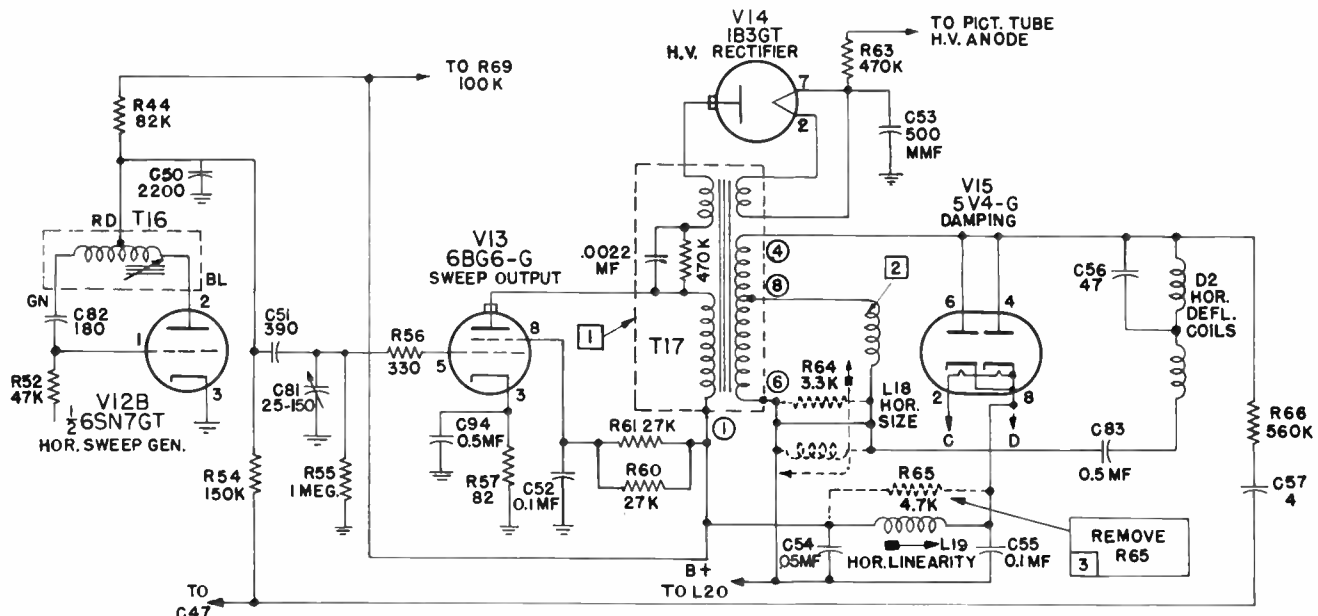 V14
1B3GT
H.V. RECTIFIER
TO PICT. TUBE
H.V. ANODE
R63
470K
7
2
C53
500
MMF
TO R69
100K
R44
82K
C50
2200
RD T16
BL
GN
C82
180
2
1
3
R52
47K
V12B
½ 6SN7GT
HOR. SWEEP GEN.
C51
390
C81
25-150
R54
150K
R55
1 MEG.
R56
330
V13
6BG6-G
SWEEP OUTPUT
8
5
3
C94
0.5MF
R57
82
C52
0.1MF
R61 27K
R60
27K
.0022
MF
470K
1
T17
4
8
6
1
2
R64
3.3K
L18
HOR.
SIZE
V15
5V4-G
DAMPING
6
4
2
8
C
D
C56
47
D2
HOR.
DEFL.
COILS
C83
0.5MF
R66
560K
C57
4
R65
4.7K
REMOVE
R65
3
C54
.05MF
L19
HOR. LINEARITY
C55
0.1MF
B+
TO L20
TO
C47